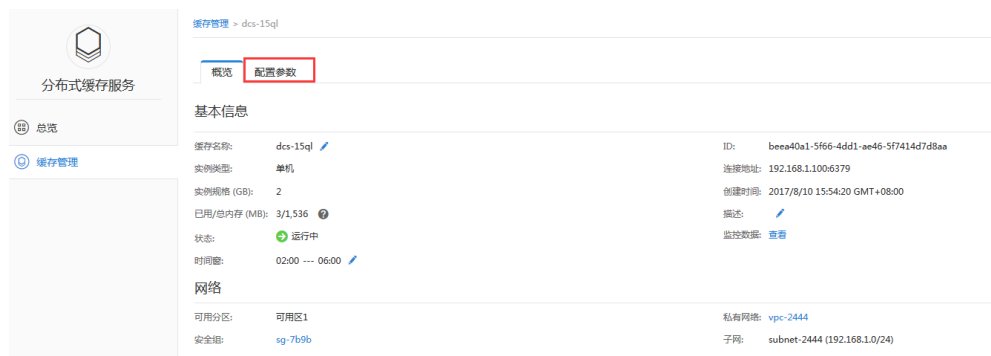 缓存管理 > dcs-15ql
分布式缓存服务
总览
缓存管理
概览 配置参数
基本信息
缓存名称: dcs-15ql ID: beea40a1-5f66-4dd1-ae46-5f7414d7d8aa
实例类型: 单机 连接地址: 192.168.1.100:6379
实例规格 (GB): 2 创建时间: 2017/8/10 15:54:20 GMT+08:00
已用/总内存 (MB): 3/1,536 描述:
状态: 运行中 监控数据: 查看
时间窗: 02:00 --- 06:00
网络
可用分区: 可用区1 私有网络: vpc-2444
安全组: sg-7b9b 子网: subnet-2444 (192.168.1.0/24)